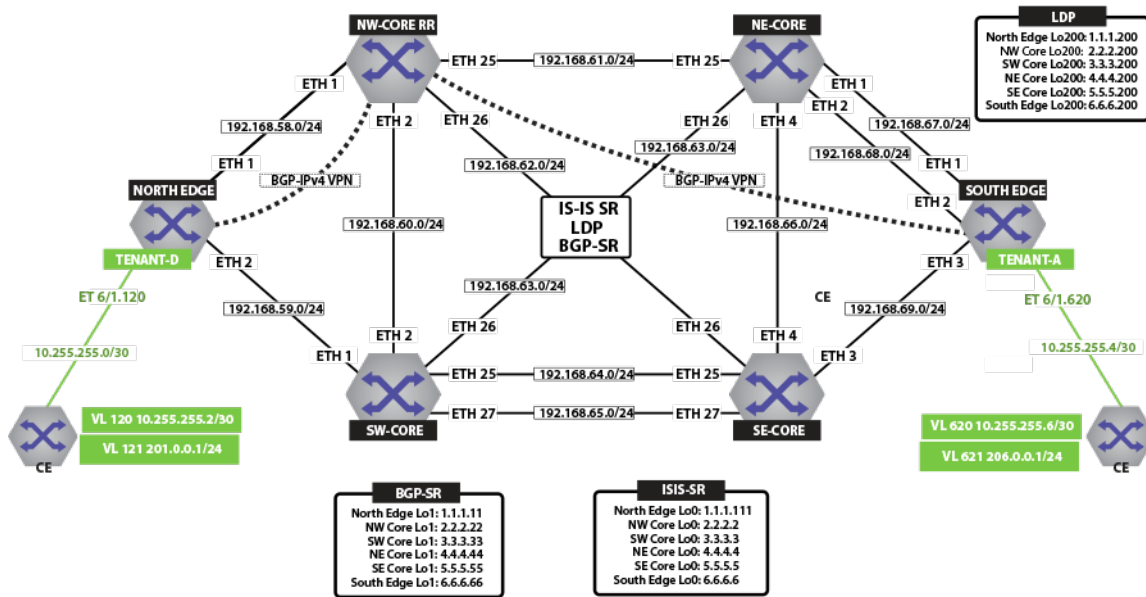 NW-CORE RR
NE-CORE
LDP
North Edge Lo200: 1.1.1.200
NW Core Lo200: 2.2.2.200
SW Core Lo200: 3.3.3.200
NE Core Lo200: 4.4.4.200
SE Core Lo200: 5.5.5.200
South Edge Lo200: 6.6.6.200
ETH 25
192.168.61.0/24
ETH 25
ETH 1
ETH 2
ETH 26
ETH 26
ETH 4
ETH 2
ETH 1
192.168.58.0/24
192.168.67.0/24
192.168.63.0/24
192.168.68.0/24
192.168.62.0/24
ETH 1
ETH 1
BGP-IPv4 VPN
BGP-IPv4 VPN
NORTH EDGE
SOUTH EDGE
ETH 2
IS-IS SR
LDP
BGP-SR
192.168.60.0/24
192.168.66.0/24
TENANT-D
ETH 2
ETH 3
TENANT-A
ET 6/1.120
192.168.63.0/24
CE
ET 6/1.620
192.168.59.0/24
192.168.69.0/24
10.255.255.0/30
ETH 2
ETH 26
ETH 26
ETH 4
10.255.255.4/30
ETH 1
ETH 3
ETH 25
192.168.64.0/24
ETH 25
ETH 27
192.168.65.0/24
ETH 27
SW-CORE
SE-CORE
VL 120 10.255.255.2/30
VL 121 201.0.0.1/24
CE
VL 620 10.255.255.6/30
VL 621 206.0.0.1/24
CE
BGP-SR
North Edge Lo1: 1.1.1.11
NW Core Lo1: 2.2.2.22
SW Core Lo1: 3.3.3.33
NE Core Lo1: 4.4.4.44
SE Core Lo1: 5.5.5.55
South Edge Lo1: 6.6.6.66
ISIS-SR
North Edge Lo0: 1.1.1.111
NW Core Lo0: 2.2.2.2
SW Core Lo0: 3.3.3.3
NE Core Lo0: 4.4.4.4
SE Core Lo0: 5.5.5.5
South Edge Lo0: 6.6.6.6